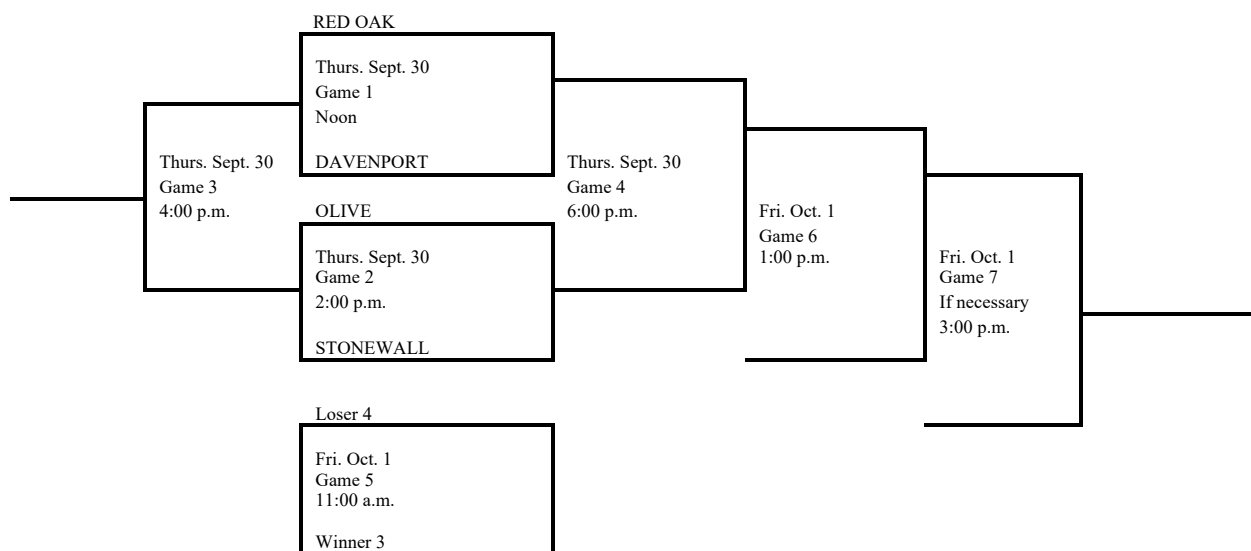 RED OAK
Thurs. Sept. 30
Game 1
Noon
DAVENPORT
Thurs. Sept. 30
Game 3
4:00 p.m.
Thurs. Sept. 30
Game 4
6:00 p.m.
OLIVE
Thurs. Sept. 30
Game 2
2:00 p.m.
STONEWALL
Fri. Oct. 1
Game 6
1:00 p.m.
Fri. Oct. 1
Game 7
If necessary
3:00 p.m.
Loser 4
Fri. Oct. 1
Game 5
11:00 a.m.
Winner 3